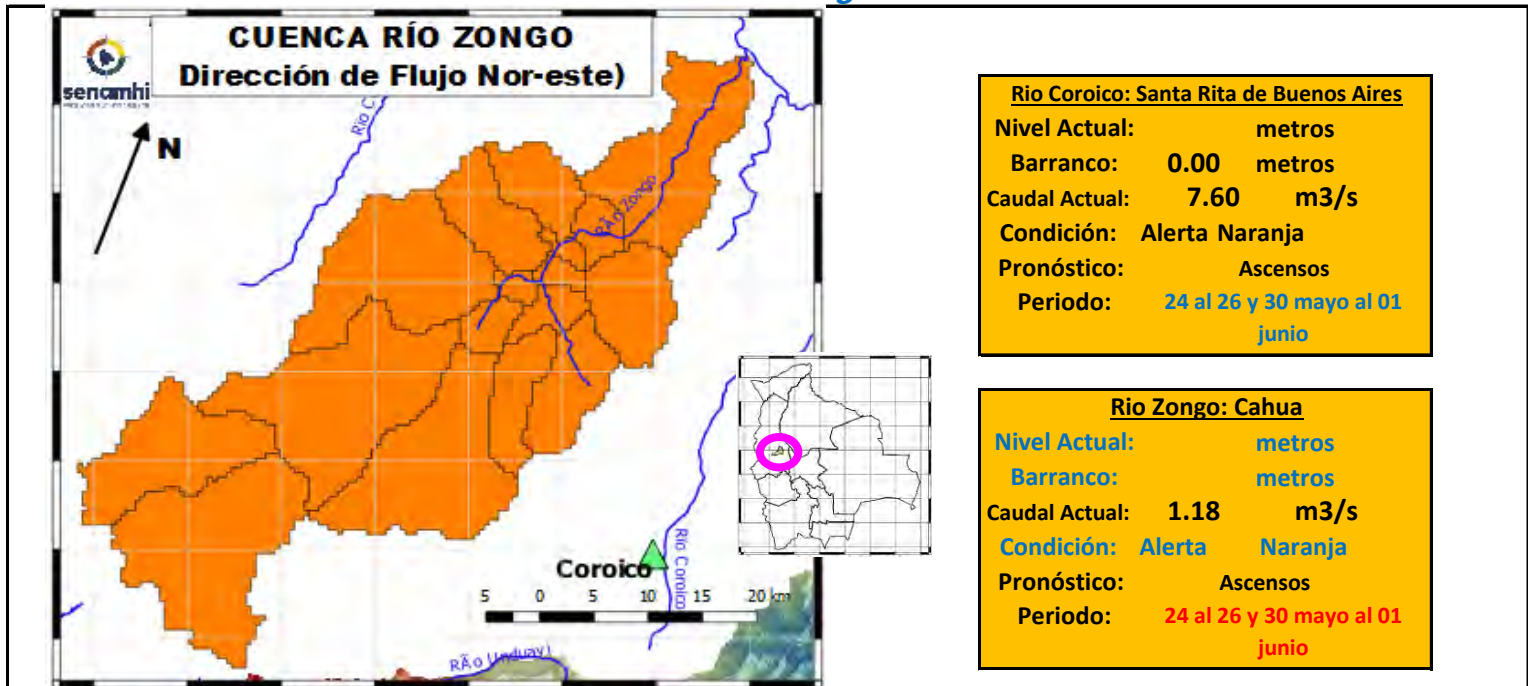 CUENCA RÍO ZONGO
Dirección de Flujo Nor-este)
senamhi
N
Río C
RÃo Zongo
Coroico
Río Coroico
5 0 5 10 15 20 km
RÃo Unduavi
Rio Coroico: Santa Rita de Buenos Aires
Nivel Actual: metros
Barranco: 0.00 metros
Caudal Actual: 7.60 m3/s
Condición: Alerta Naranja
Pronóstico: Ascensos
Periodo: 24 al 26 y 30 mayo al 01
junio
Rio Zongo: Cahua
Nivel Actual: metros
Barranco: metros
Caudal Actual: 1.18 m3/s
Condición: Alerta Naranja
Pronóstico: Ascensos
Periodo: 24 al 26 y 30 mayo al 01
junio